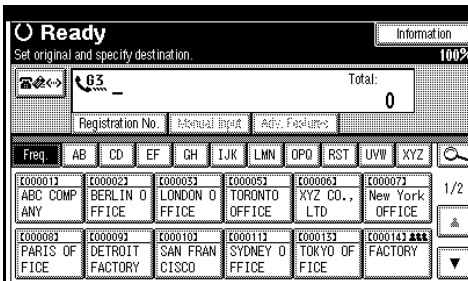 Ready
Information
Set original and specify destination.
100%
G3
Total:
0
Registration No.
Manual Input
Adv. Features
Freq.
AB
CD
EF
GH
IJK
LMN
OPQ
RST
UVW
XYZ
[00001]
ABC COMP
ANY
[00002]
BERLIN O
FFICE
[00003]
LONDON O
FFICE
[00005]
TORONTO
OFFICE
[00006]
XYZ CO.,
LTD
[00007]
New York
OFFICE
1/2
[00008]
PARIS OF
FICE
[00009]
DETROIT
FACTORY
[00010]
SAN FRAN
CISCO
[00011]
SYDNEY O
FFICE
[00013]
TOKYO OF
FICE
[00014]
FACTORY